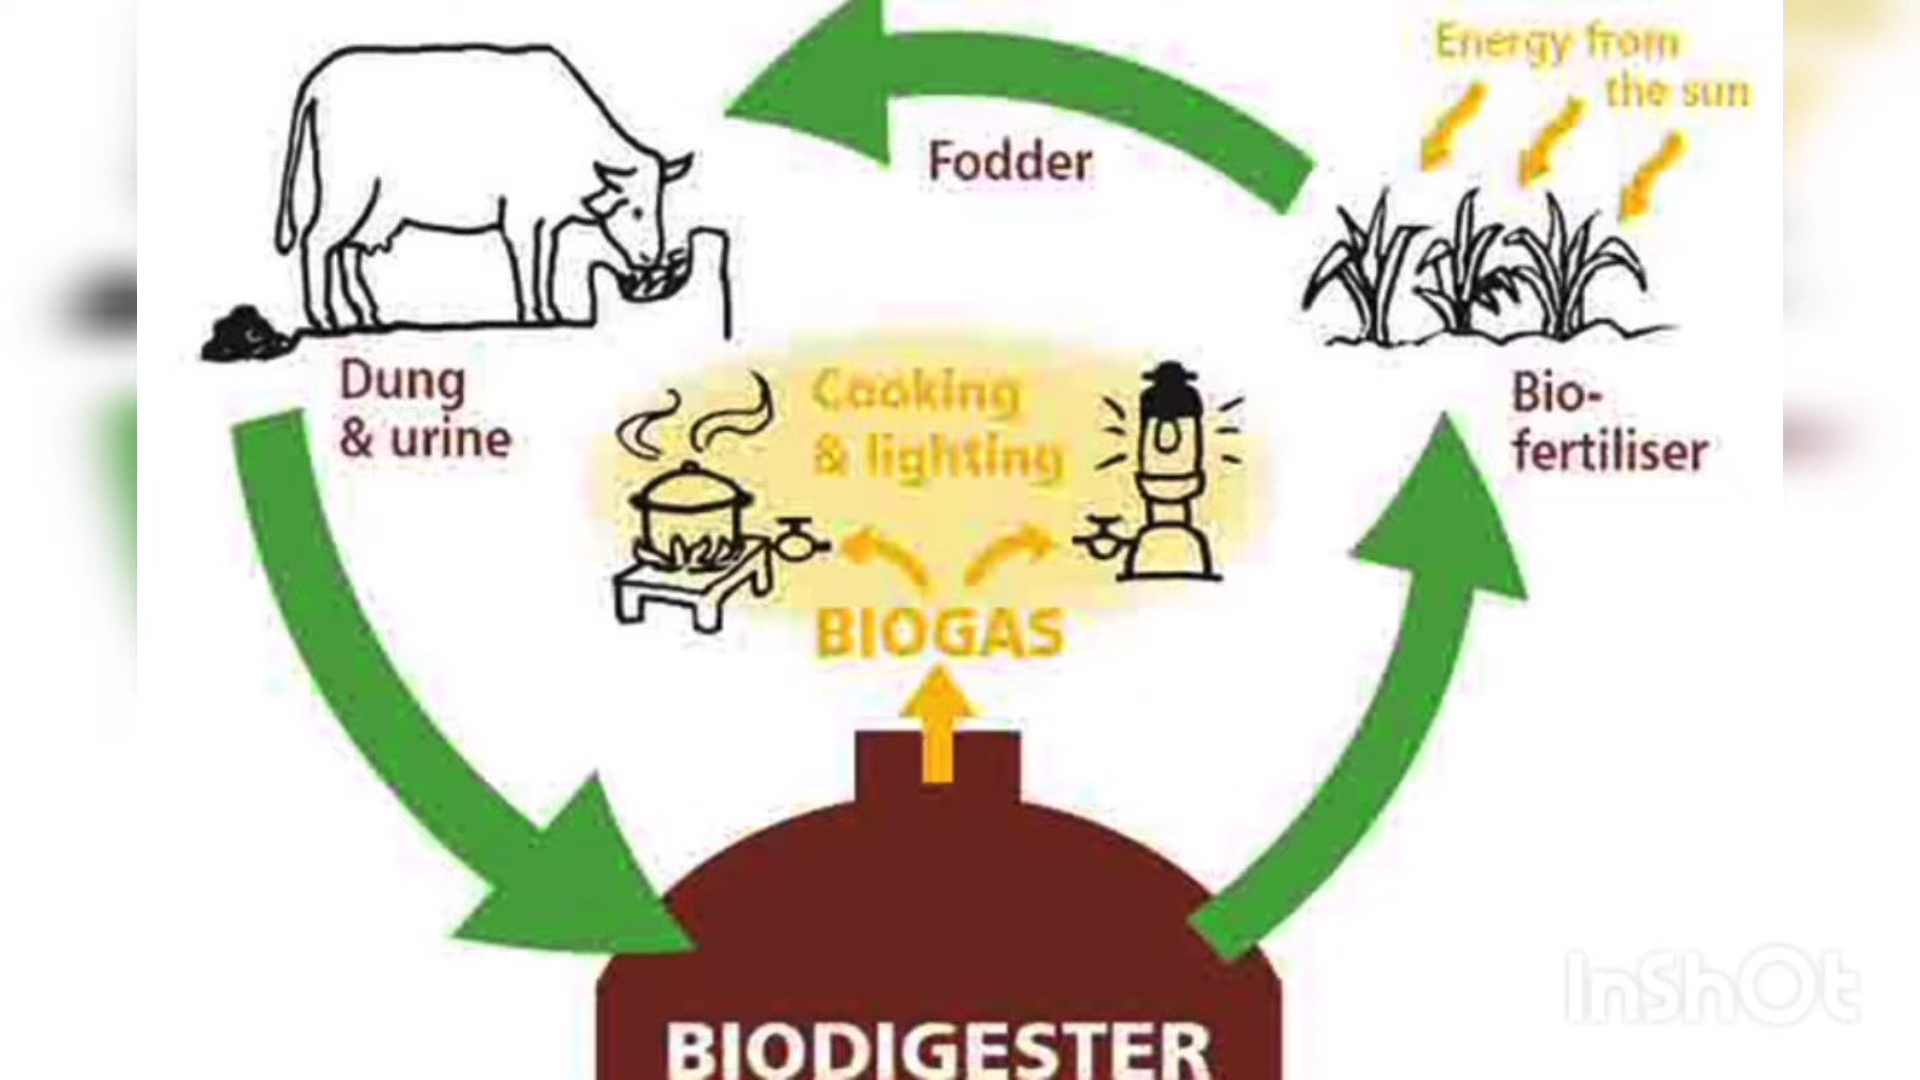 Energy from
the sun
Fodder
Dung
& urine
Cooking
& lighting
Bio-
fertiliser
BIOGAS
BIODIGESTER
InShOt